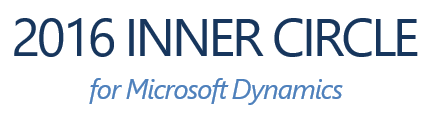 2016 INNER CIRCLE
for Microsoft Dynamics